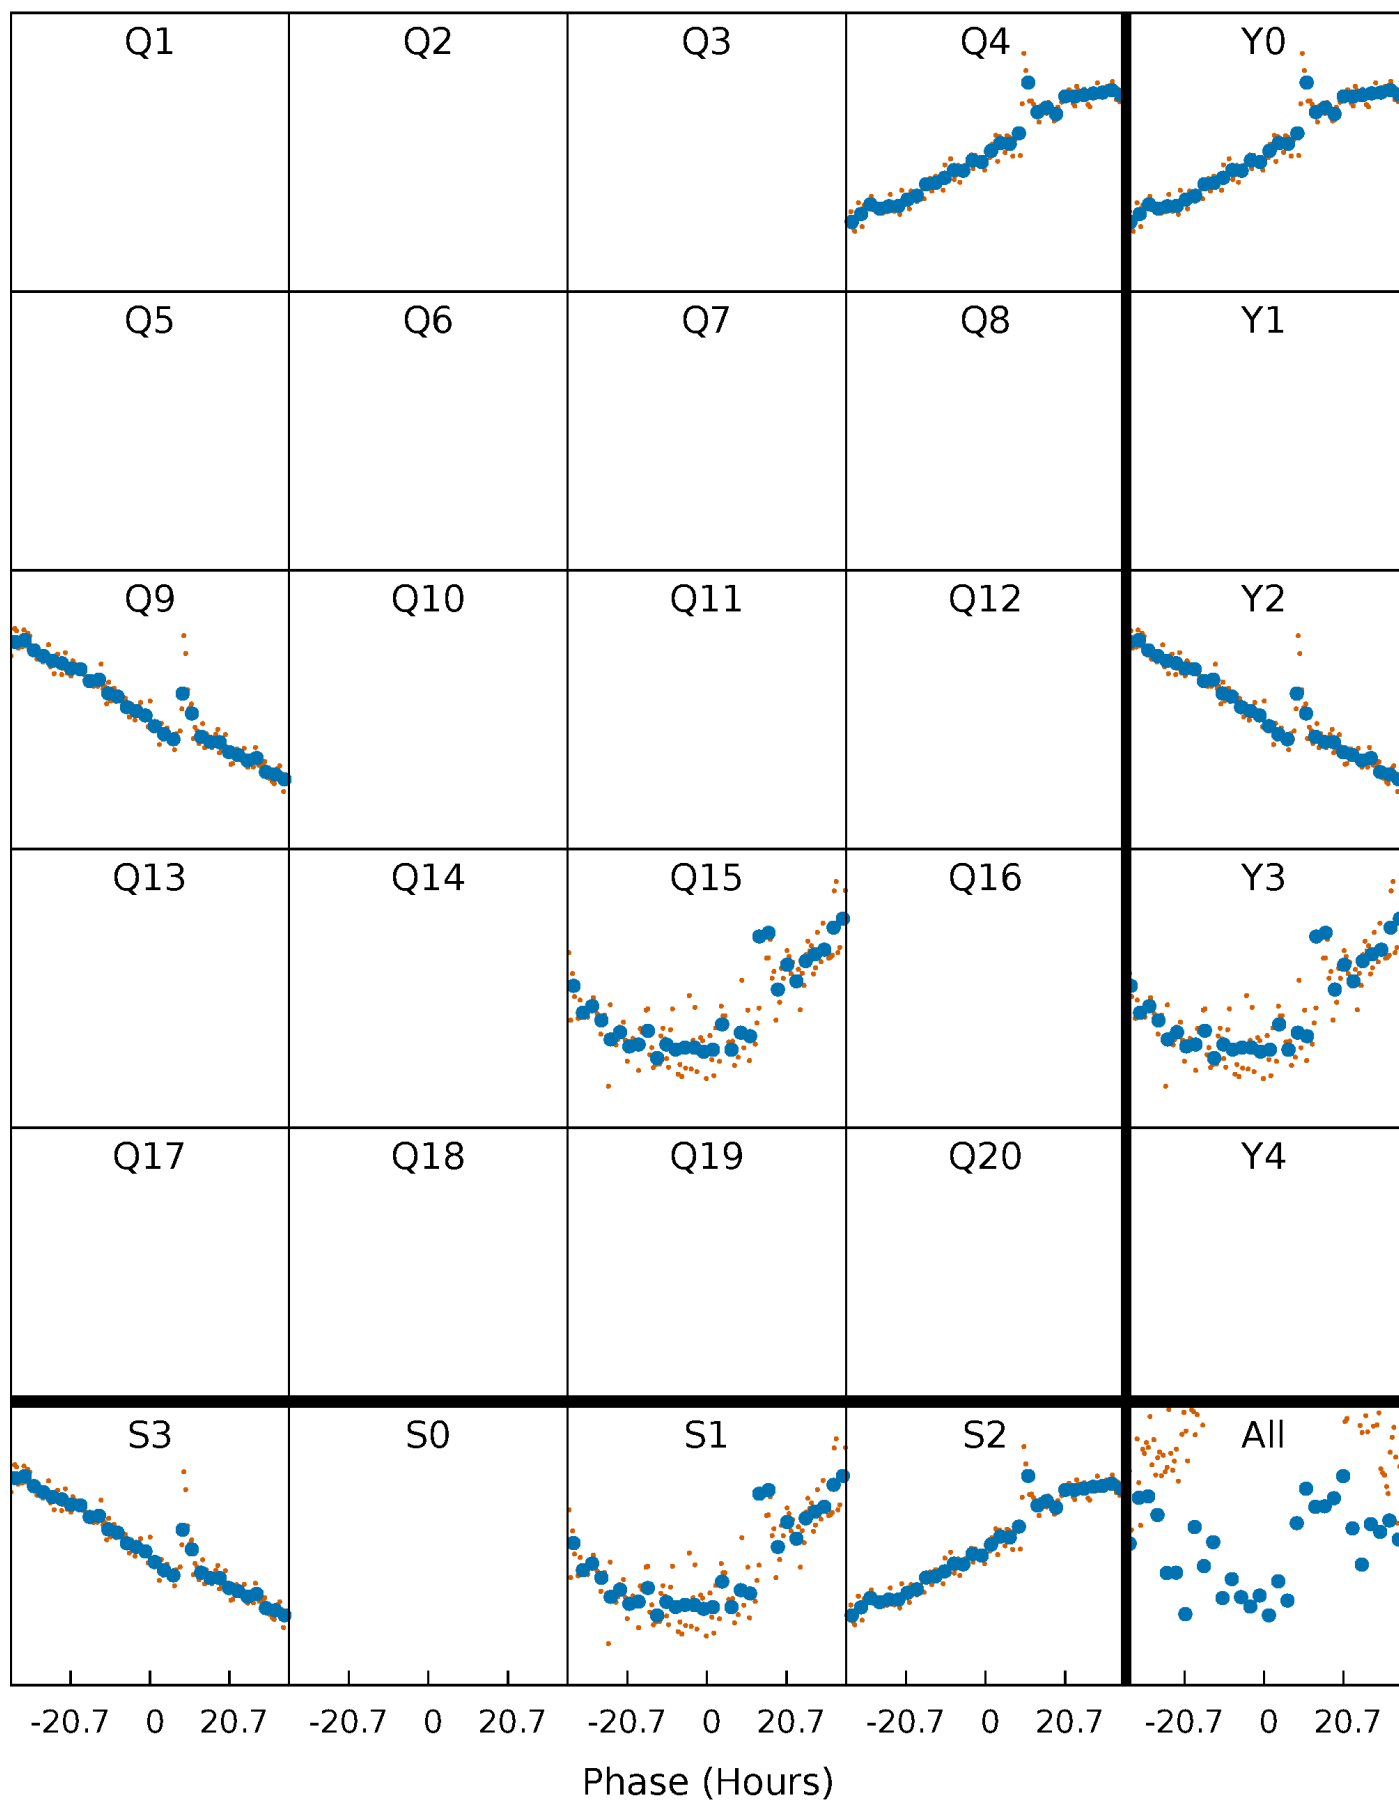 Q1 Q2 Q3 Q4 Y0
Q5 Q6 Q7 Q8 Y1
Q9 Q10 Q11 Q12 Y2
Q13 Q14 Q15 Q16 Y3
Q17 Q18 Q19 Q20 Y4
S3 S0 S1 S2 All
-20.7 0 20.7 -20.7 0 20.7 -20.7 0 20.7 -20.7 0 20.7 -20.7 0 20.7
Phase (Hours)